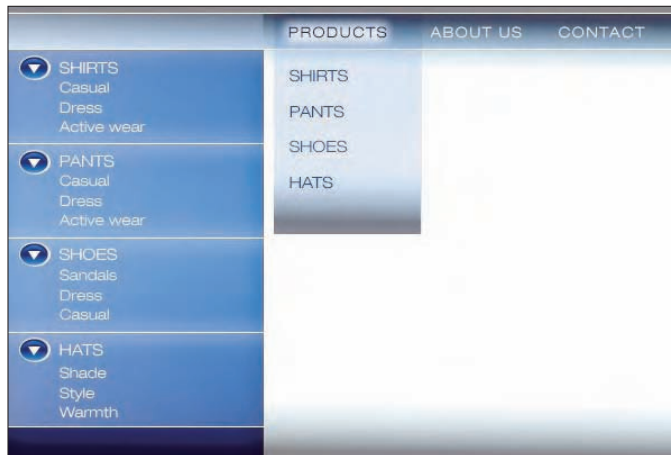 PRODUCTS ABOUT US CONTACT
SHIRTS
Casual
Dress
Active wear
PANTS
Casual
Dress
Active wear
SHOES
Sandals
Dress
Casual
HATS
Shade
Style
Warmth
SHIRTS
PANTS
SHOES
HATS